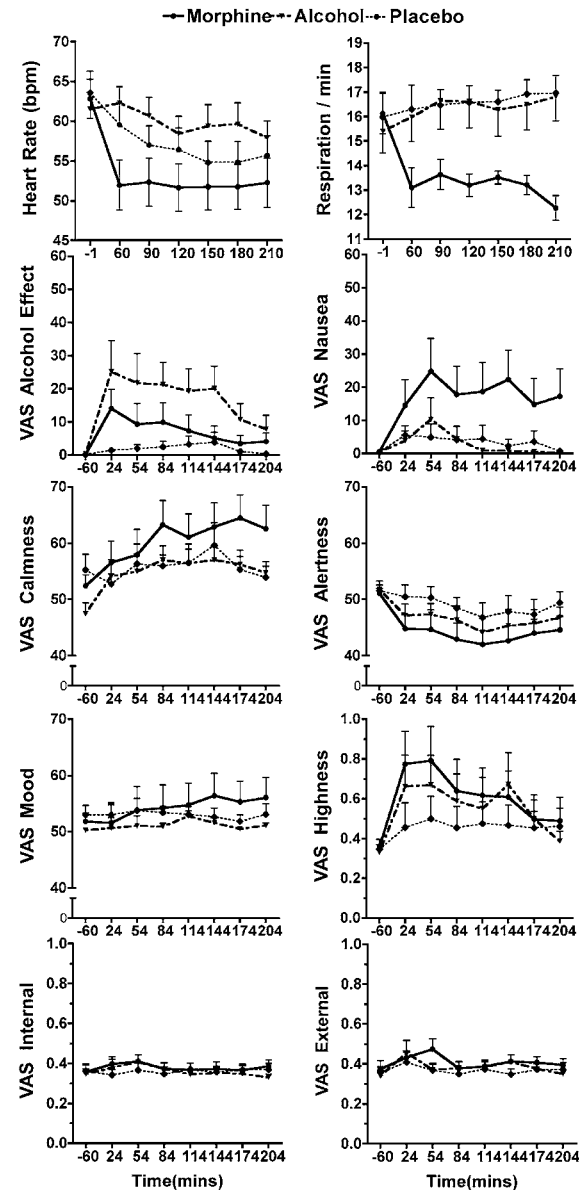 Morphine Alcohol Placebo
Heart Rate (bpm)
70
65
60
55
50
45
-1 60 90 120 150 180 210
Respiration / min
19
18
17
16
15
14
13
12
11
-1 60 90 120 150 180 210
VAS Alcohol Effect
60
50
40
30
20
10
0
-60 24 54 84 114 144 174 204
VAS Nausea
60
50
40
30
20
10
0
-60 24 54 84 114 144 174 204
VAS Calmness
70
60
50
40
0
-60 24 54 84 114 144 174 204
VAS Alertness
70
60
50
40
0
-60 24 54 84 114 144 174 204
VAS Mood
70
60
50
40
0
-60 24 54 84 114 144 174 204
VAS Highness
1.0
0.8
0.6
0.4
0.2
0.0
-60 24 54 84 114 144 174 204
VAS Internal
1.0
0.8
0.6
0.4
0.2
0.0
-60 24 54 84 114 144 174 204
Time(mins)
VAS External
1.0
0.8
0.6
0.4
0.2
0.0
-60 24 54 84 114 144 174 204
Time(mins)